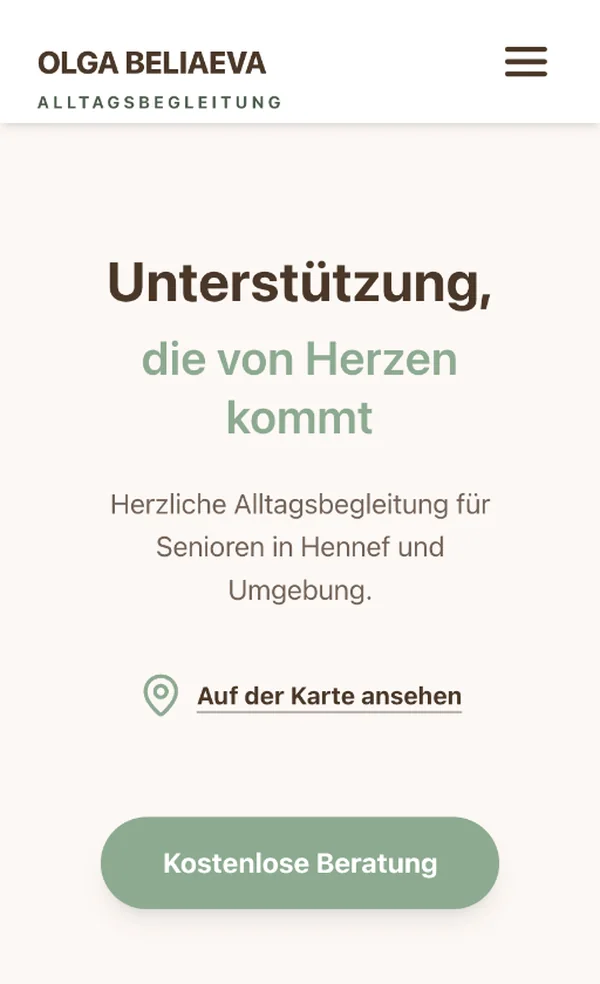 OLGA BELIAEVA
ALLTAGSBEGLEITUNG
Unterstützung,
die von Herzen
kommt
Herzliche Alltagsbegleitung für
Senioren in Hennef und
Umgebung.
Auf der Karte ansehen
Kostenlose Beratung